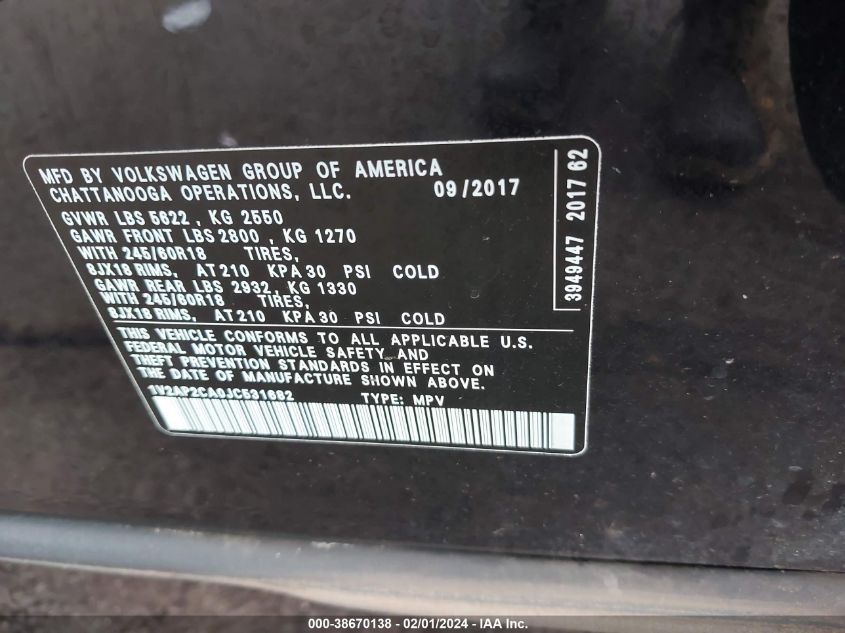 MFD BY VOLKSWAGEN GROUP OF AMERICA
CHATTANOOGA OPERATIONS, LLC. 09/2017
GVWR LBS 5622 , KG 2550
GAWR FRONT LBS 2800 , KG 1270
WITH 245/60R18 TIRES,
8JX18 RIMS, AT 210 KPA 30 PSI COLD
GAWR REAR LBS 2932, KG 1330
WITH 245/60R18 TIRES,
8JX18 RIMS, AT 210 KPA 30 PSI COLD
THIS VEHICLE CONFORMS TO ALL APPLICABLE U.S.
FEDERAL MOTOR VEHICLE SAFETY AND
THEFT PREVENTION STANDARDS IN EFFECT ON
THE DATE OF MANUFACTURE SHOWN ABOVE.
1V2AP2CA0JC531682 TYPE: MPV
3949447 2017 62
000-38670138 - 02/01/2024 - IAA Inc.